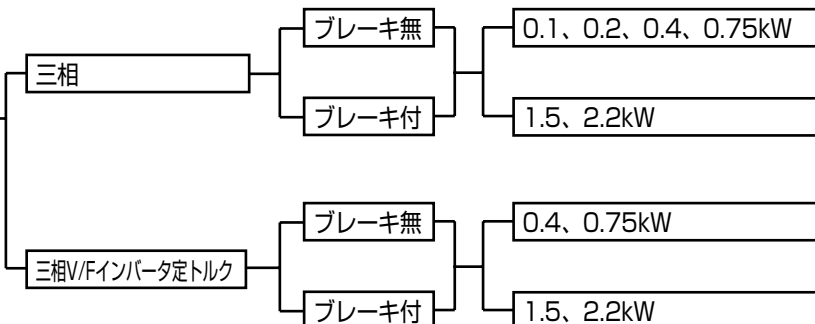 三相
ブレーキ無
ブレーキ付
0.1、0.2、0.4、0.75kW
1.5、2.2kW
三相V/Fインバータ定トルク
ブレーキ無
ブレーキ付
0.4、0.75kW
1.5、2.2kW